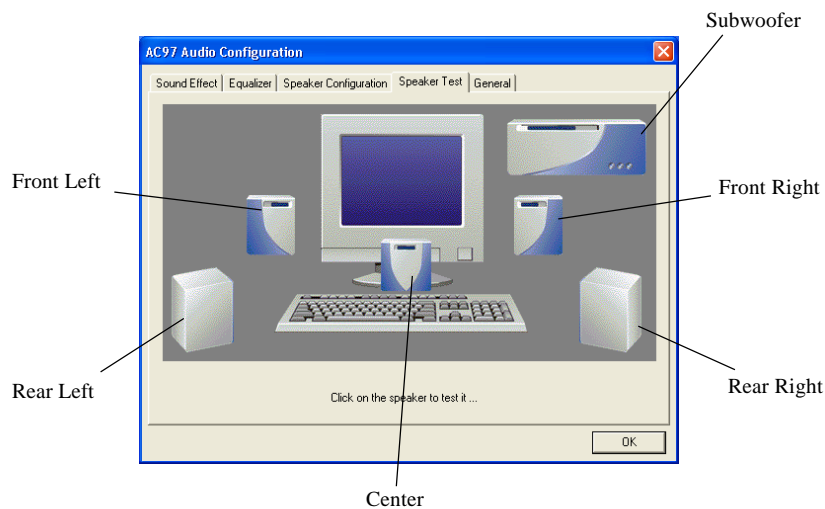 Subwoofer
AC97 Audio Configuration
Sound Effect Equalizer Speaker Configuration Speaker Test General
Front Left
Front Right
Rear Left
Rear Right
Click on the speaker to test it ...
OK
Center